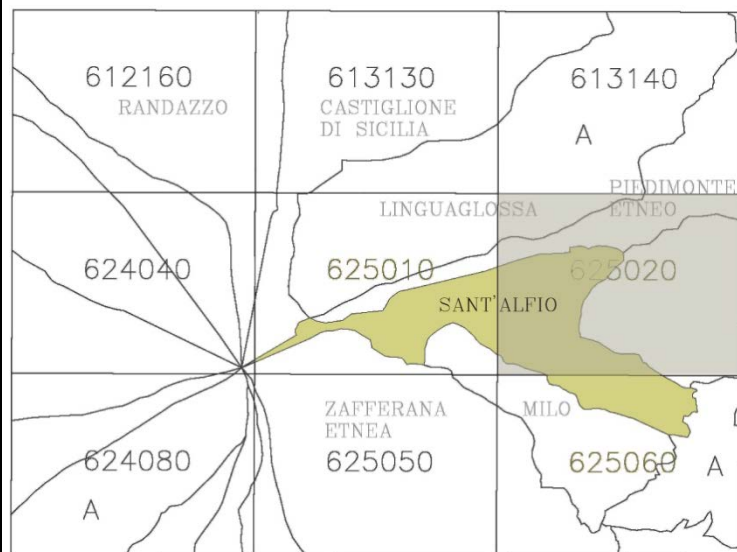 612160
613130
613140
RANDAZZO
CASTIGLIONE
DI SICILIA
A
PIEDIMONTE
ETNEO
LINGUAGLOSSA
624040
625010
625020
SANT'ALFIO
ZAFFERANA
ETNEA
MILO
624080
625050
625060
A
A